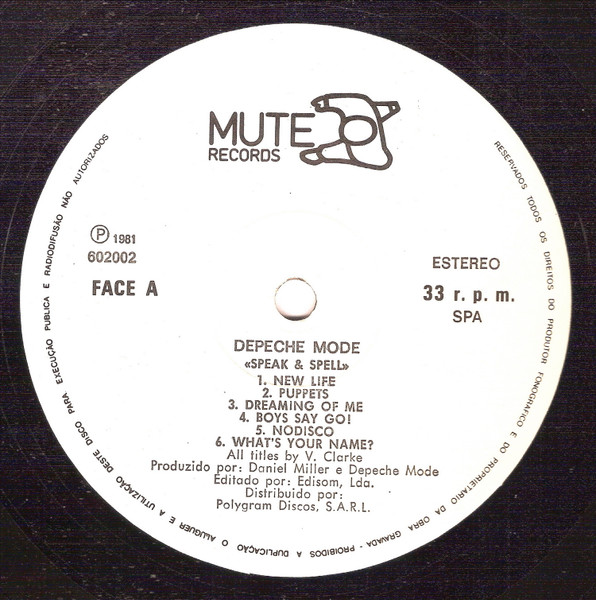 MUTE
RECORDS
Ⓟ 1981
602002
FACE A
ESTEREO
33 r. p. m.
SPA
DEPECHE MODE
«SPEAK & SPELL»
1. NEW LIFE
2. PUPPETS
3. DREAMING OF ME
4. BOYS SAY GO!
5. NODISCO
6. WHAT'S YOUR NAME?
All titles by V. Clarke
Produzido por: Daniel Miller e Depeche Mode
Editado por: Edisom, Lda.
Distribuido por:
Polygram Discos, S.A.R.L.
RESERVADOS TODOS OS DIREITOS DO PRODUTOR FONOGRAFICO E DO PROPRIETARIO DA OBRA GRAVADA - PROIBIDOS A DUPLICAÇÃO O ALUGUER E A UTILIZAÇÃO DESTE DISCO PARA EXECUÇÃO PUBLICA E RADIODIFUSÃO NÃO AUTORIZADOS